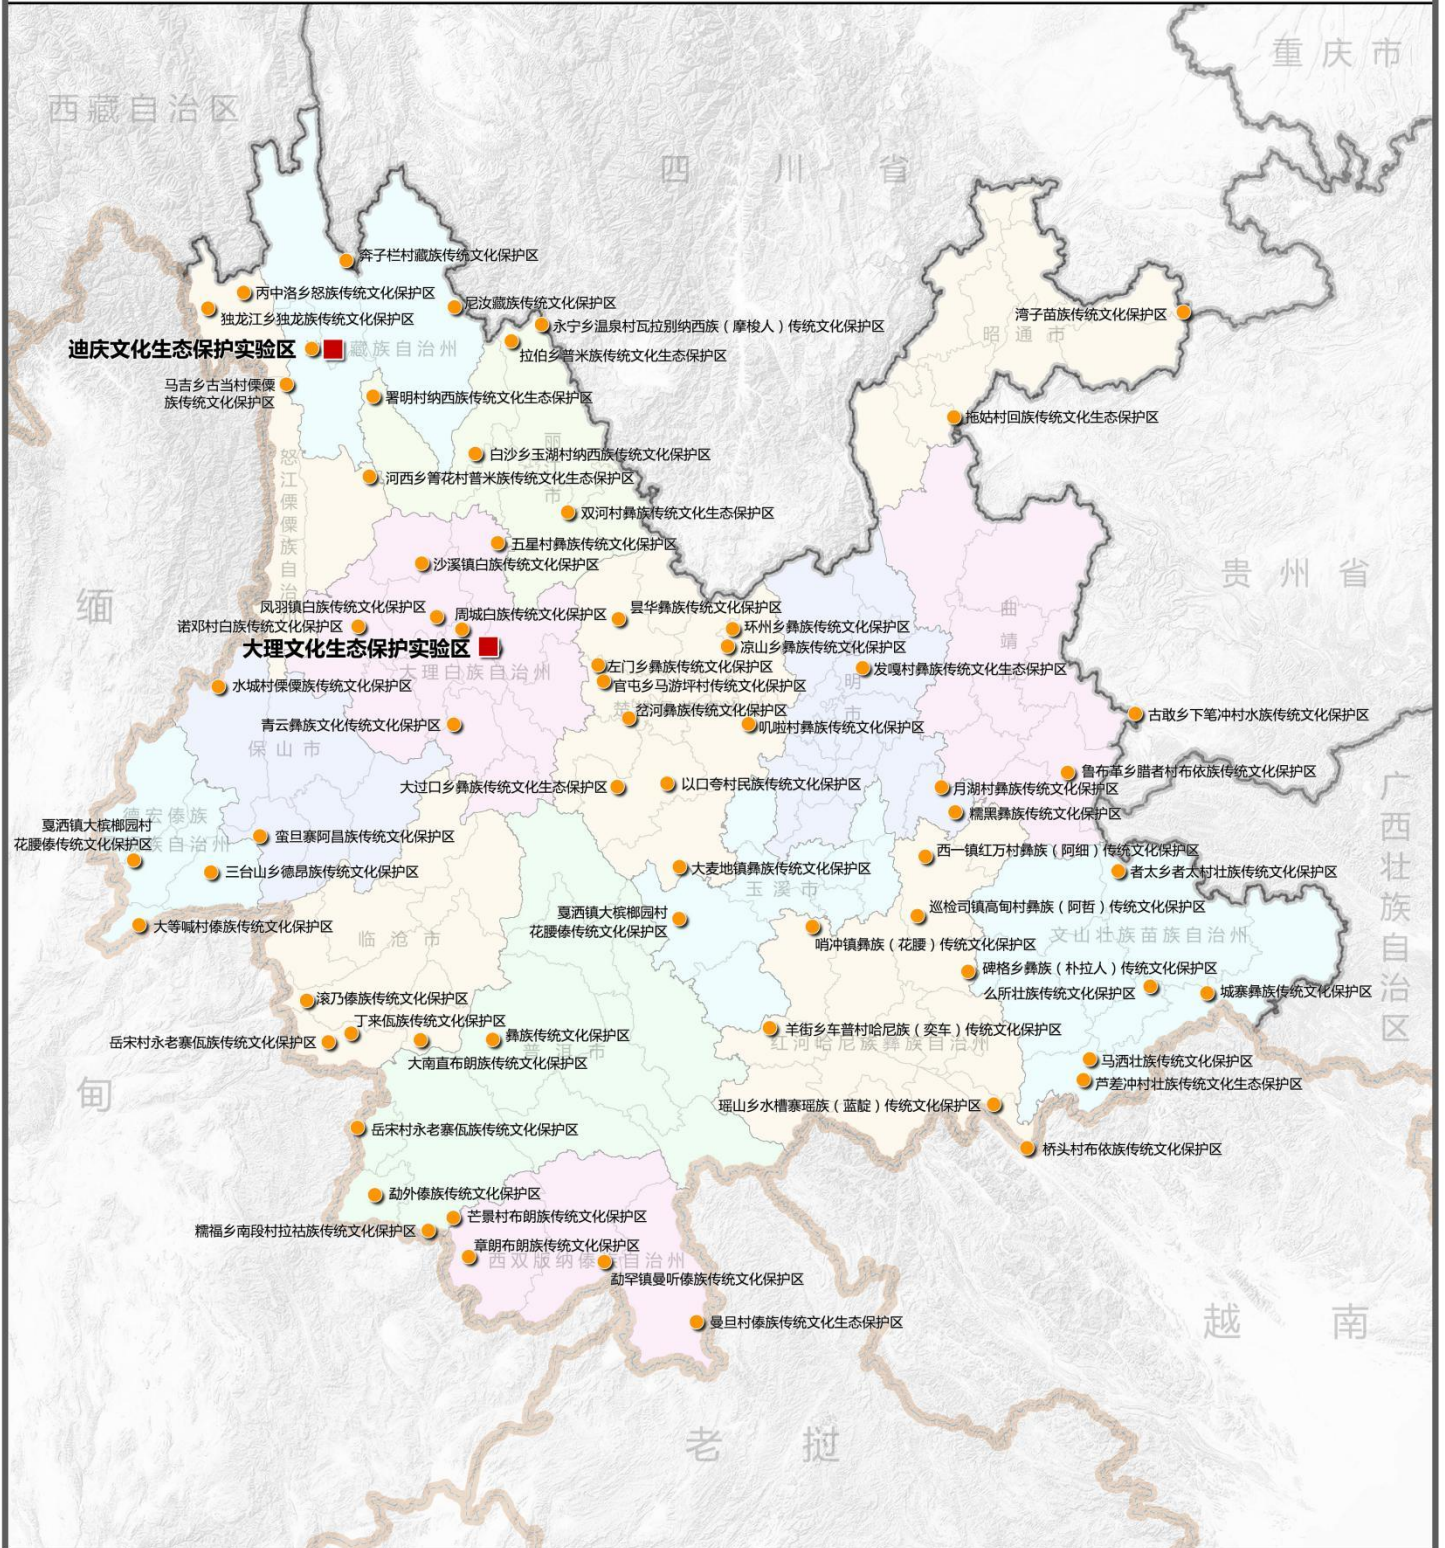 重庆市
西藏自治区
四川省
奔子栏村藏族传统文化保护区
丙中洛乡怒族传统文化保护区
尼汝藏族传统文化保护区
独龙江乡独龙族传统文化保护区
永宁乡温泉村瓦拉别纳西族（摩梭人）传统文化保护区
湾子苗族传统文化保护区
昭通市
迪庆文化生态保护实验区
藏族自治州
拉伯乡普米族传统文化生态保护区
马吉乡古当村傈僳
族传统文化保护区
署明村纳西族传统文化生态保护区
拖姑村回族传统文化生态保护区
丽江市
白沙乡玉湖村纳西族传统文化保护区
怒江傈僳族自治
河西乡箐花村普米族传统文化生态保护区
双河村彝族传统文化生态保护区
五星村彝族传统文化保护区
沙溪镇白族传统文化保护区
贵州省
缅甸
凤羽镇白族传统文化保护区
周城白族传统文化保护区
昙华彝族传统文化保护区
曲靖
诺邓村白族传统文化保护区
环州乡彝族传统文化保护区
大理文化生态保护实验区
凉山乡彝族传统文化保护区
大理白族自治州
左门乡彝族传统文化保护区
发嘎村彝族传统文化生态保护区
明市
水城村傈僳族传统文化保护区
官屯乡马游坪村传统文化保护区
楚
岔河彝族传统文化保护区
古敢乡下笔冲村水族传统文化保护区
青云彝族文化传统文化保护区
叽啦村彝族传统文化保护区
保山市
鲁布革乡腊者村布依族传统文化保护区
大过口乡彝族传统文化生态保护区
以口夸村民族传统文化保护区
月湖村彝族传统文化保护区
糯黑彝族传统文化保护区
广西壮族自治区
德宏傣族
族自治州
戛洒镇大槟榔园村
花腰傣传统文化保护区
蛮旦寨阿昌族传统文化保护区
西一镇红万村彝族（阿细）传统文化保护区
三台山乡德昂族传统文化保护区
大麦地镇彝族传统文化保护区
者太乡者太村壮族传统文化保护区
玉溪市
戛洒镇大槟榔园村
花腰傣传统文化保护区
巡检司镇高甸村彝族（阿哲）传统文化保护区
大等喊村傣族传统文化保护区
临沧市
哨冲镇彝族（花腰）传统文化保护区
文山壮族苗族自治州
碑格乡彝族（朴拉人）传统文化保护区
么所壮族传统文化保护区
城寨彝族传统文化保护区
滚乃傣族传统文化保护区
丁来佤族传统文化保护区
彝族传统文化保护区
羊街乡车普村哈尼族（奕车）传统文化保护区
岳宋村永老寨佤族传统文化保护区
红河哈尼族彝族自治州
普洱市
大南直布朗族传统文化保护区
马洒壮族传统文化保护区
芦差冲村壮族传统文化生态保护区
瑶山乡水槽寨瑶族（蓝靛）传统文化保护区
岳宋村永老寨佤族传统文化保护区
桥头村布依族传统文化保护区
勐外傣族传统文化保护区
芒景村布朗族传统文化保护区
糯福乡南段村拉祜族传统文化保护区
章朗布朗族传统文化保护区
西双版纳傣族自治州
勐罕镇曼听傣族传统文化保护区
曼旦村傣族传统文化生态保护区
越南
老挝